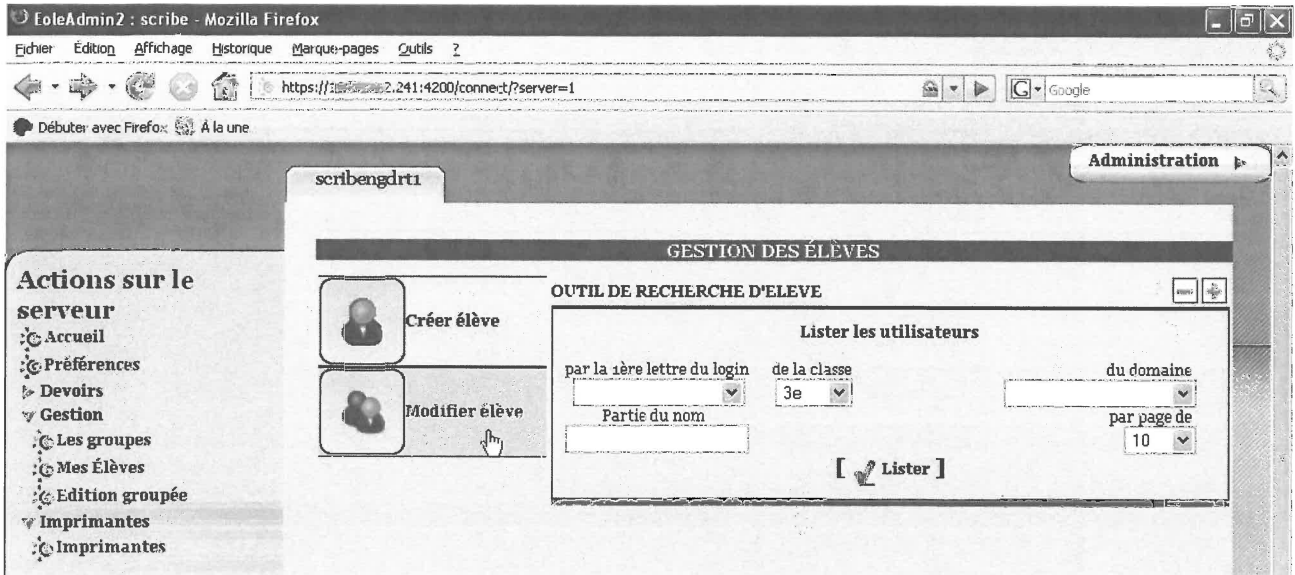 EoleAdmin2 : scribe - Mozilla Firefox
Fichier Édition Affichage Historique Marque-pages Outils ?
2.241:4200/connect/?server=1
G Google
Débuter avec Firefox À la une
Administration
scribengdrt1
GESTION DES ÉLÈVES
Actions sur le
serveur
Accueil
Préférences
Devoirs
Gestion
Les groupes
Mes Élèves
Edition groupée
Imprimantes
Imprimantes
Créer élève
Modifier élève
OUTIL DE RECHERCHE D'ELEVE
Lister les utilisateurs
par la 1ère lettre du login de la classe du domaine
3e
Partie du nom par page de
10
[ Lister ]